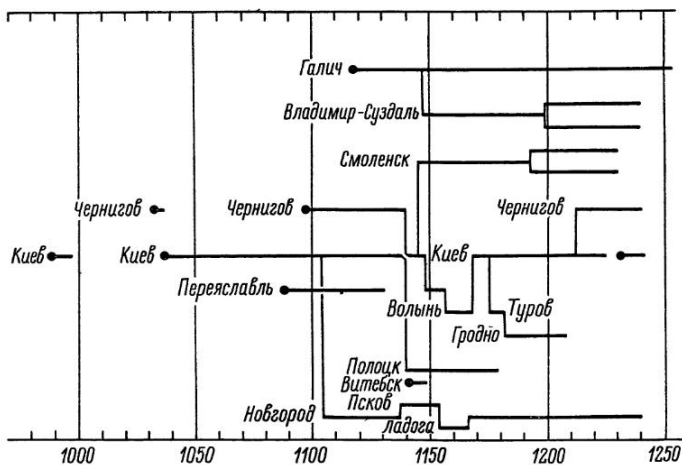 Галич
Владимир-Суздаль
Смоленск
Чернигов
Чернигов
Чернигов
Киев
Киев
Киев
Переяславль
Волынь
Туров
Гродно
Полоцк
Витебск
Псков
Новгород
Ладога
1000
1050
1100
1150
1200
1250